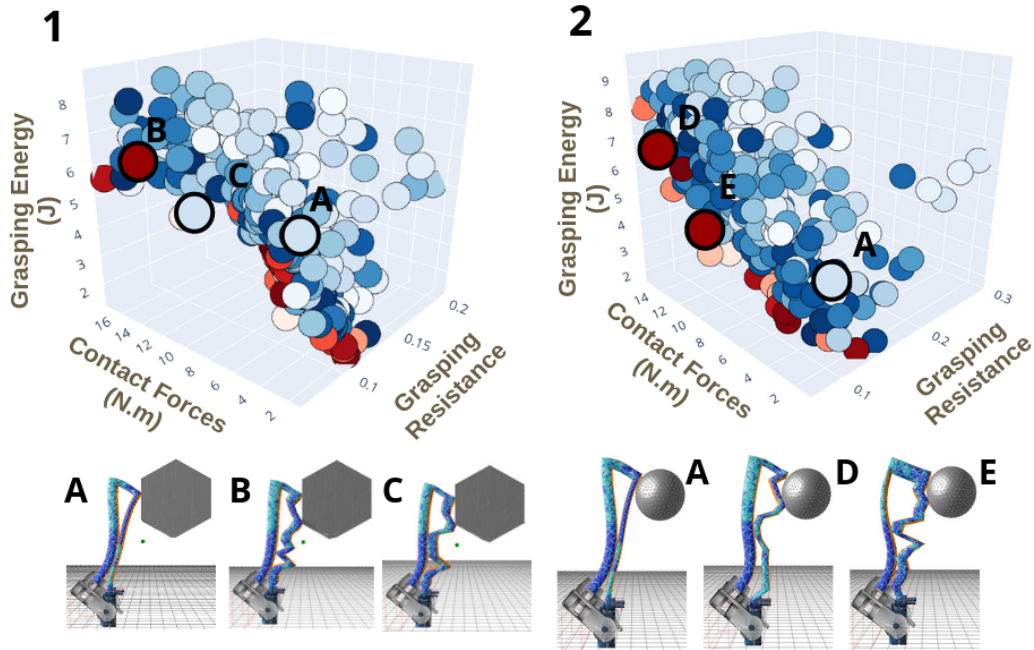 1
2
Grasping Energy
(J)
8
7
6
5
4
3
2
16
14
12
10
8
6
4
2
Contact Forces
(N.m)
0.1
0.15
0.2
Grasping
Resistance
B
C
A
Grasping Energy
(J)
9
8
7
6
5
4
3
2
14
12
10
8
6
4
2
Contact Forces
(N.m)
0.1
0.2
0.3
Grasping
Resistance
D
E
A
A
B
C
A
D
E